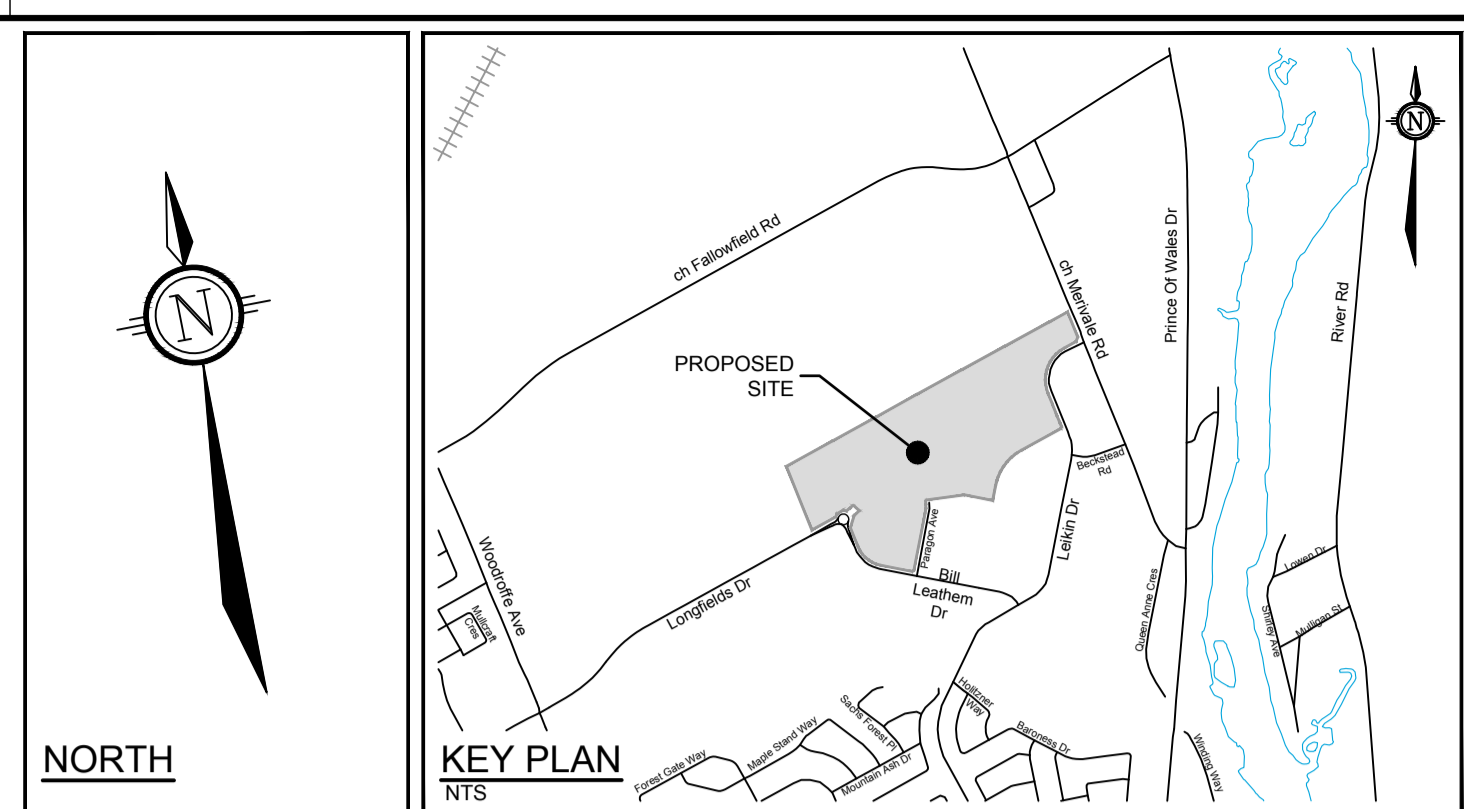 N
NORTH
N
ch Fallowfield Rd
ch Merivale Rd
Prince Of Wales Dr
River Rd
PROPOSED
SITE
Beckstead
Rd
Leikin Dr
Paragon Ave
Bill
Leathem
Dr
Longfields Dr
Woodroffe Ave
Mullcraft
Cres
Queen Anne Cres
Lowen Dr
Shirley Ave
Mulligan St
Holitzner
Way
Sachs Forest Pl
Baroness Dr
Maple Stand Way
Mountain Ash Dr
Forest Gate Way
Winding Way
KEY PLAN
NTS